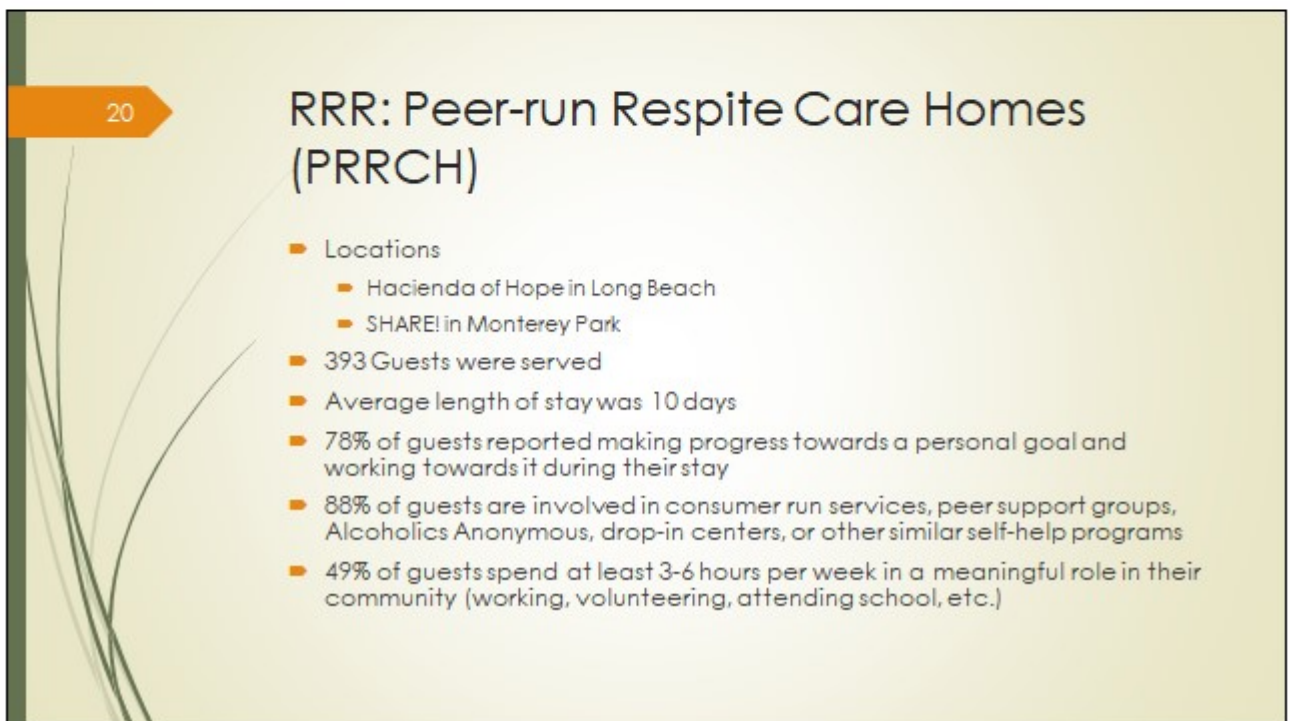 20
RRR: Peer-run Respite Care Homes
(PRRCH)
Locations
Hacienda of Hope in Long Beach
SHARE! in Monterey Park
393 Guests were served
Average length of stay was 10 days
78% of guests reported making progress towards a personal goal and
working towards it during their stay
88% of guests are involved in consumer run services, peer support groups,
Alcoholics Anonymous, drop-in centers, or other similar self-help programs
49% of guests spend at least 3-6 hours per week in a meaningful role in their
community (working, volunteering, attending school, etc.)